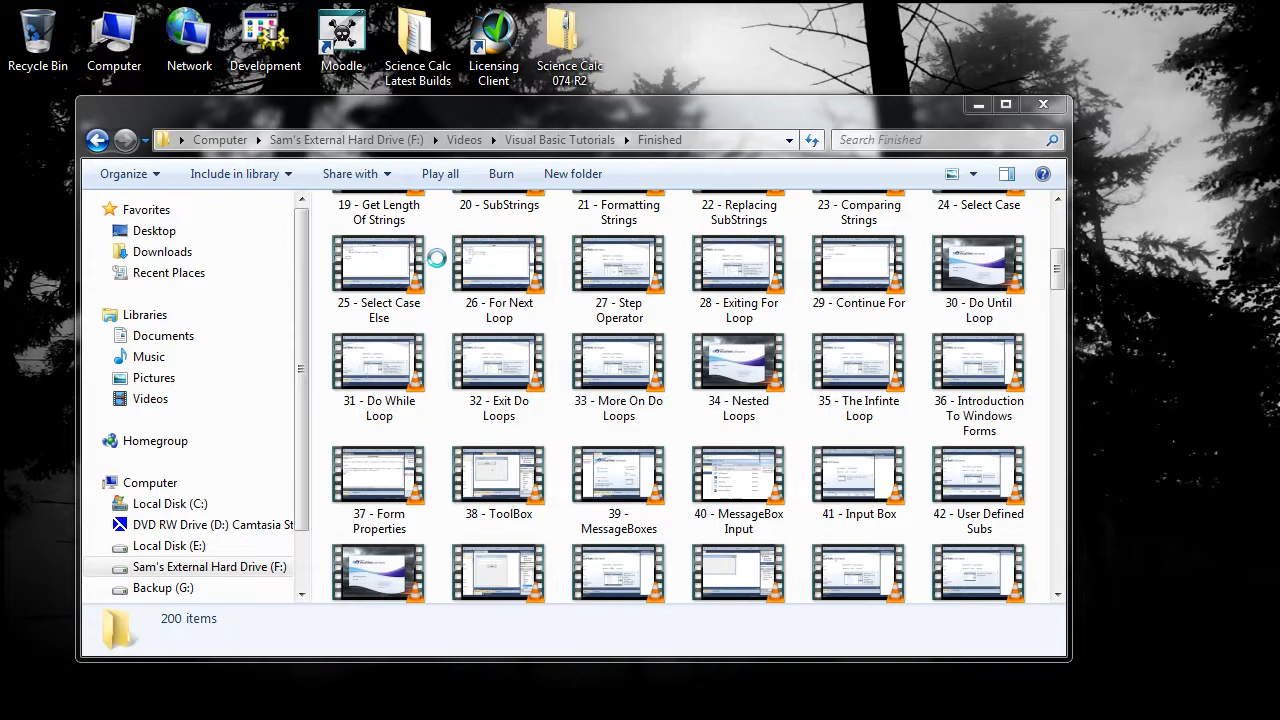 Recycle Bin
Computer
Network
Development
Moodle
Science Calc
Latest Builds
Licensing
Client
Science Calc
074 R2
Computer
Sam's External Hard Drive (F:)
Videos
Visual Basic Tutorials
Finished
Search Finished
Organize
Include in library
Share with
Play all
Burn
New folder
Favorites
Desktop
Downloads
Recent Places
Libraries
Documents
Music
Pictures
Videos
Homegroup
Computer
Local Disk (C:)
DVD RW Drive (D:) Camtasia St
Local Disk (E:)
Sam's External Hard Drive (F:)
Backup (G:)
19 - Get Length
Of Strings
20 - SubStrings
21 - Formatting
Strings
22 - Replacing
SubStrings
23 - Comparing
Strings
24 - Select Case
25 - Select Case
Else
26 - For Next
Loop
27 - Step
Operator
28 - Exiting For
Loop
29 - Continue For
30 - Do Until
Loop
31 - Do While
Loop
32 - Exit Do
Loops
33 - More On Do
Loops
34 - Nested
Loops
35 - The Infinte
Loop
36 - Introduction
To Windows
Forms
37 - Form
Properties
38 - ToolBox
39 -
MessageBoxes
40 - MessageBox
Input
41 - Input Box
42 - User Defined
Subs
200 items